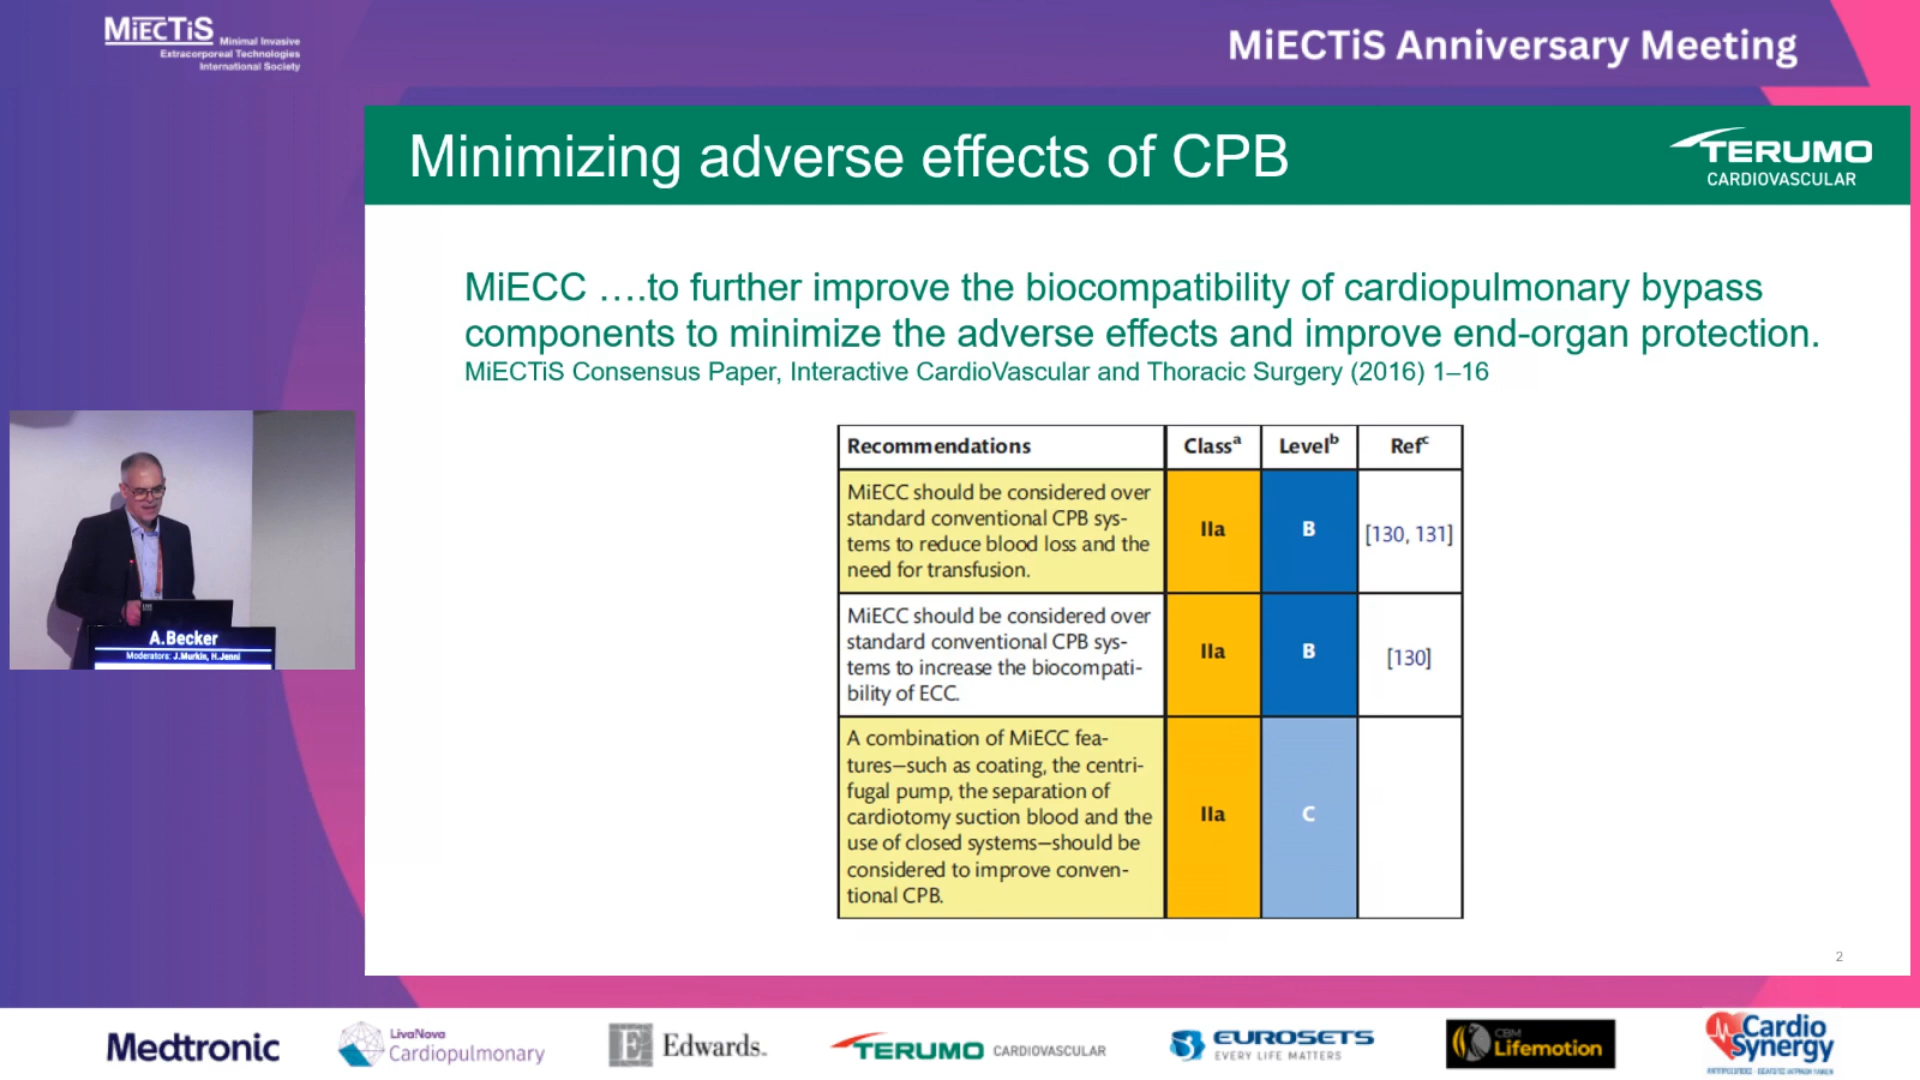 MiECTiS Minimal Invasive
Extracorporeal Technologies
International Society
MiECTiS Anniversary Meeting
Minimizing adverse effects of CPB
TERUMO
CARDIOVASCULAR
MiECC ….to further improve the biocompatibility of cardiopulmonary bypass
components to minimize the adverse effects and improve end-organ protection.
MiECTiS Consensus Paper, Interactive CardioVascular and Thoracic Surgery (2016) 1–16
Recommendations Classᵃ Levelᵇ Refᶜ
MiECC should be considered over
standard conventional CPB sys-
tems to reduce blood loss and the
need for transfusion.
IIa B [130, 131]
MiECC should be considered over
standard conventional CPB sys-
tems to increase the biocompati-
bility of ECC.
IIa B [130]
A combination of MiECC fea-
tures—such as coating, the centri-
fugal pump, the separation of
cardiotomy suction blood and the
use of closed systems—should be
considered to improve conven-
tional CPB.
IIa C
2
A.Becker
Moderators: J.Murkin, H.Jenni
Medtronic
LivaNova
Cardiopulmonary
E Edwards
TERUMO CARDIOVASCULAR
EUROSETS
EVERY LIFE MATTERS
CBM
Lifemotion
Cardio
Synergy